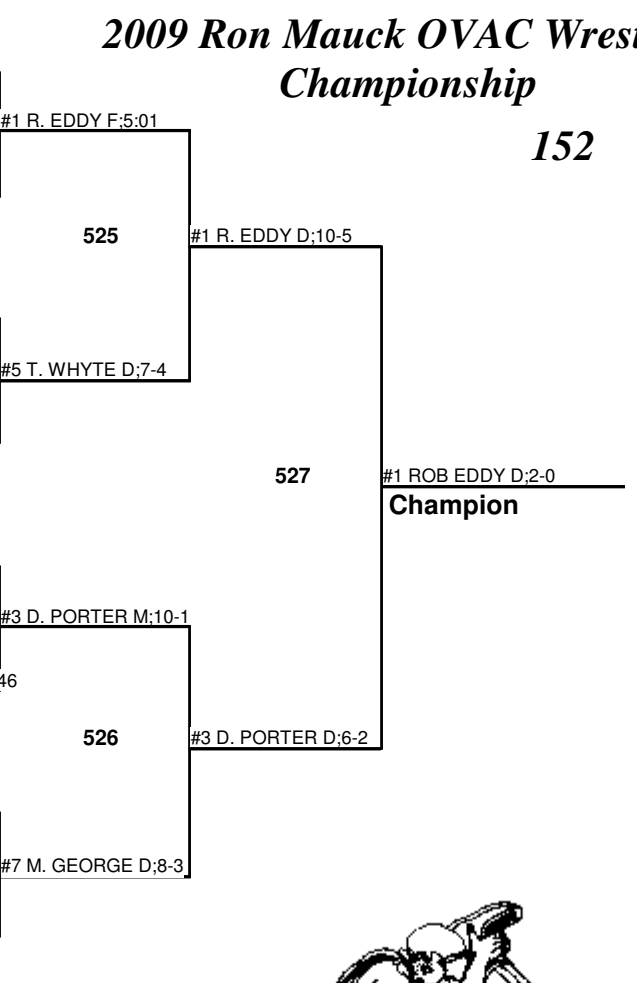 2009 Ron Mauck OVAC Wrest
Championship
152
#1 R. EDDY F;5:01
525
#1 R. EDDY D;10-5
#5 T. WHYTE D;7-4
527
#1 ROB EDDY D;2-0
Champion
#3 D. PORTER M;10-1
46
526
#3 D. PORTER D;6-2
#7 M. GEORGE D;8-3